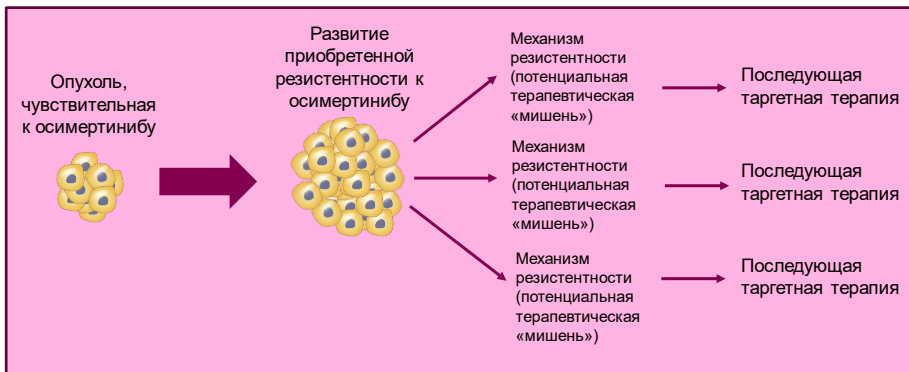 Опухоль,
чувствительная
к осимертинибу
Развитие
приобретенной
резистентности к
осимертинибу
Механизм
резистентности
(потенциальная
терапевтическая
«мишень»)
Последующая
таргетная терапия
Механизм
резистентности
(потенциальная
терапевтическая
«мишень»)
Последующая
таргетная терапия
Механизм
резистентности
(потенциальная
терапевтическая
«мишень»)
Последующая
таргетная терапия